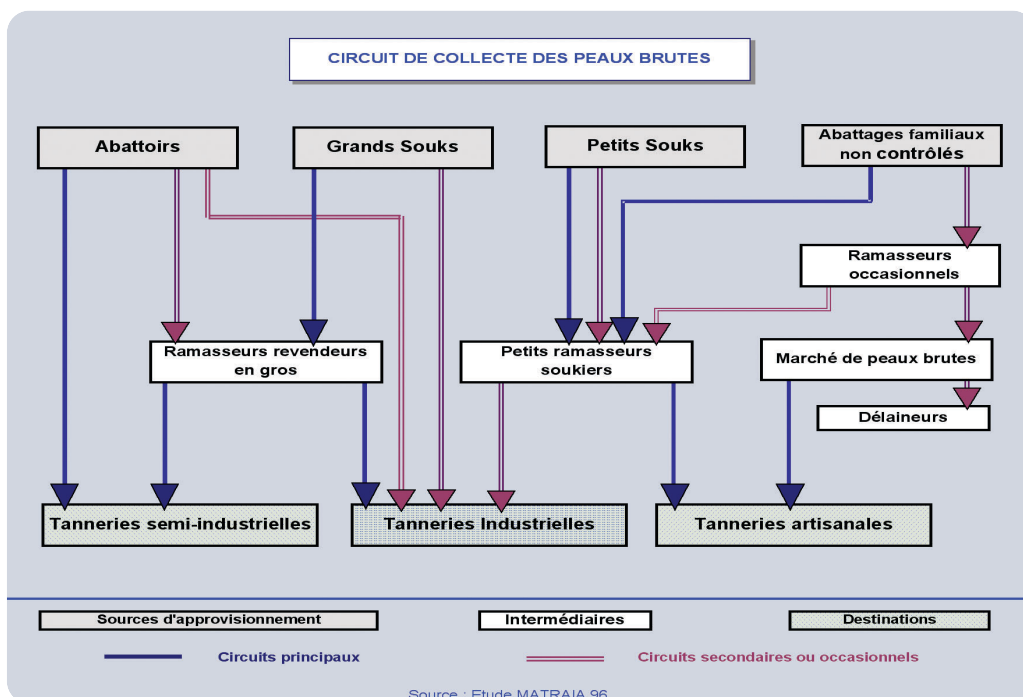 CIRCUIT DE COLLECTE DES PEAUX BRUTES
Abattoirs
Grands Souks
Petits Souks
Abattages familiaux
non contrôlés
Ramasseurs
occasionnels
Ramasseurs revendeurs
en gros
Petits ramasseurs
soukiers
Marché de peaux brutes
Délaineurs
Tanneries semi-industrielles
Tanneries Industrielles
Tanneries artisanales
Sources d'approvisionnement
Intermédiaires
Destinations
Circuits principaux
Circuits secondaires ou occasionnels
Source : Etude MATRAIA 96